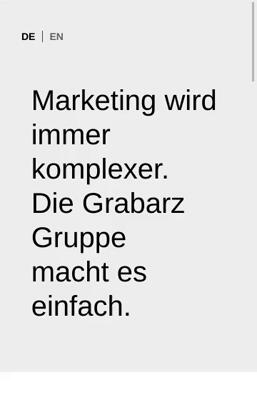 DE | EN
Marketing wird
immer
komplexer.
Die Grabarz
Gruppe
macht es
einfach.